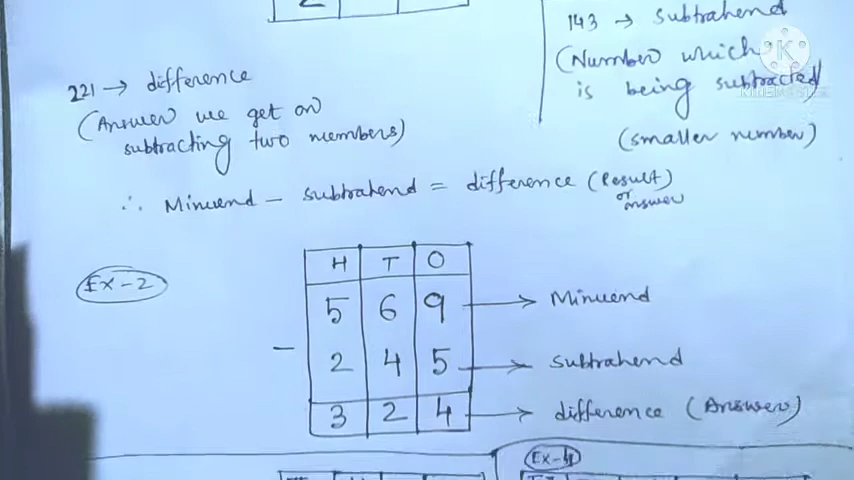 143 → subtrahend
(Number which
is being subtracted)
(smaller number)
221 → difference
(Answer we get on
subtracting two numbers)
∴ Minuend – subtrahend = difference (Result)
or answer
Ex-2
H T O
5 6 9 → Minuend
– 2 4 5 → subtrahend
3 2 4 → difference (Answer)